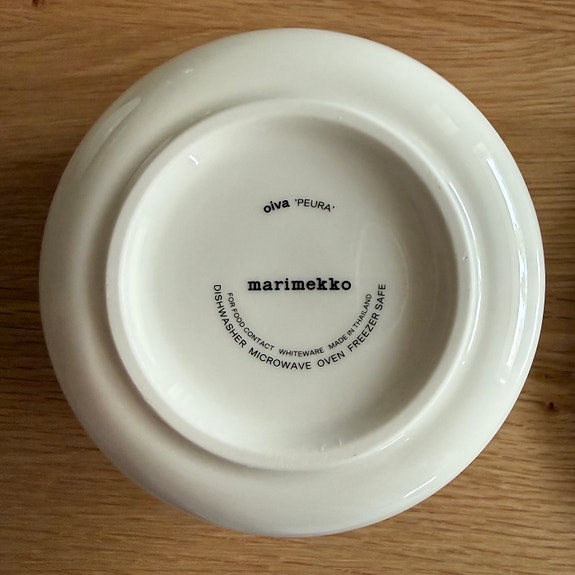 oiva 'PEURA'
marimekko
FOR FOOD CONTACT WHITEWARE MADE IN THAILAND
DISHWASHER MICROWAVE OVEN FREEZER SAFE